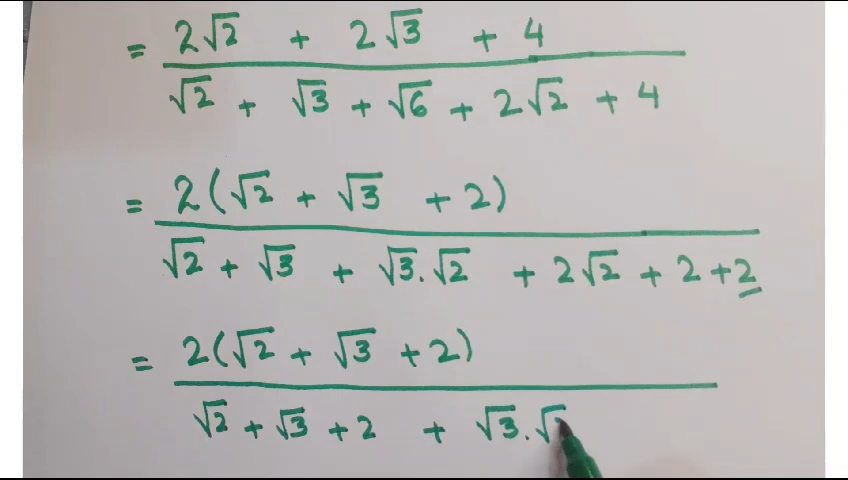 = 2√2 + 2√3 + 4
√2 + √3 + √6 + 2√2 + 4
= 2(√2 + √3 + 2)
√2 + √3 + √3.√2 + 2√2 + 2 + 2
= 2(√2 + √3 + 2)
√2 + √3 + 2 + √3.√